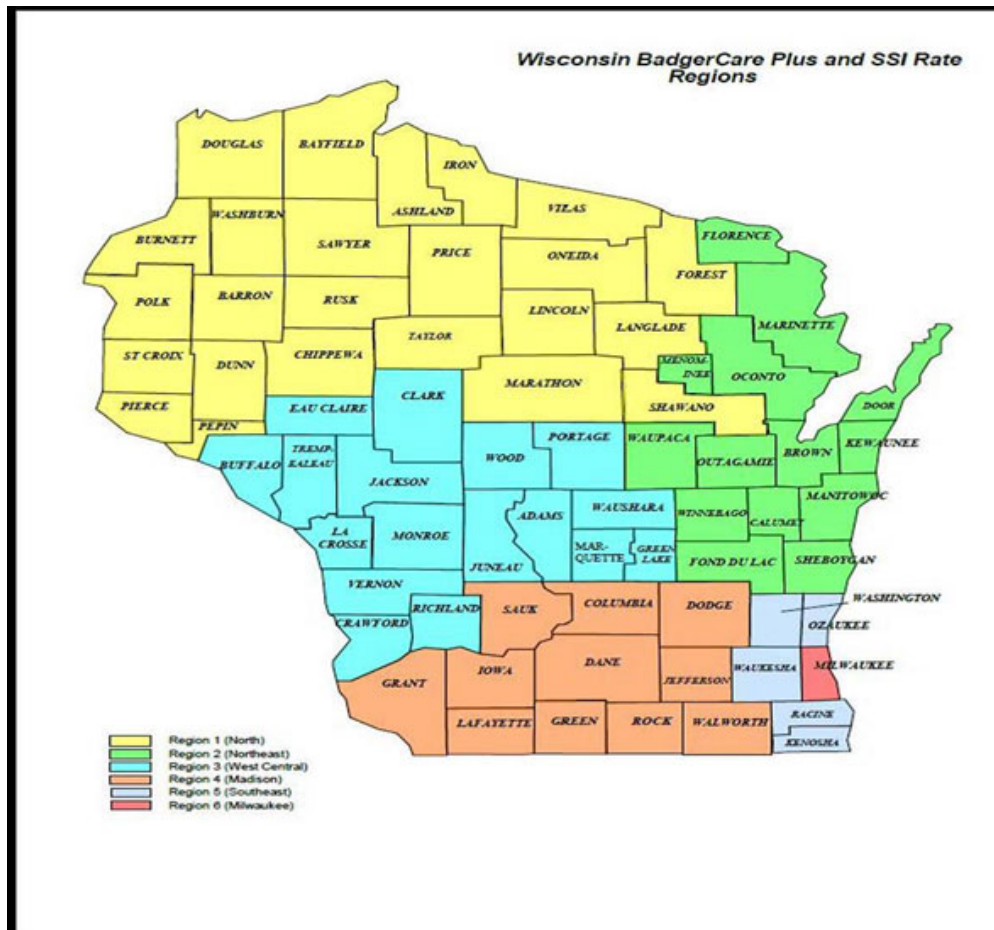 Wisconsin BadgerCare Plus and SSI Rate
Regions
DOUGLAS
BAYFIELD
IRON
ASHLAND
VILAS
WASHBURN
BURNETT
SAWYER
PRICE
ONEIDA
FLORENCE
FOREST
POLK
BARRON
RUSK
LINCOLN
LANGLADE
MARINETTE
TAYLOR
ST CROIX
DUNN
CHIPPEWA
MENOM-
INEE
OCONTO
MARATHON
CLARK
PIERCE
EAU CLAIRE
SHAWANO
DOOR
PEPIN
PORTAGE
WAUPACA
KEWAUNEE
BROWN
OUTAGAMIE
WOOD
BUFFALO
TREMP-
EALEAU
JACKSON
MANITOWOC
WAUSHARA
ADAMS
WINNEBAGO
CALUMET
LA
CROSSE
MONROE
JUNEAU
MAR-
QUETTE
GREEN
LAKE
FOND DU LAC
SHEBOYGAN
VERNON
RICHLAND
SAUK
COLUMBIA
DODGE
WASHINGTON
OZAUKEE
CRAWFORD
DANE
IOWA
GRANT
JEFFERSON
WAUKESHA
MILWAUKEE
LAFAYETTE
GREEN
ROCK
WALWORTH
RACINE
KENOSHA
Region 1 (North)
Region 2 (Northeast)
Region 3 (West Central)
Region 4 (Madison)
Region 5 (Southeast)
Region 6 (Milwaukee)